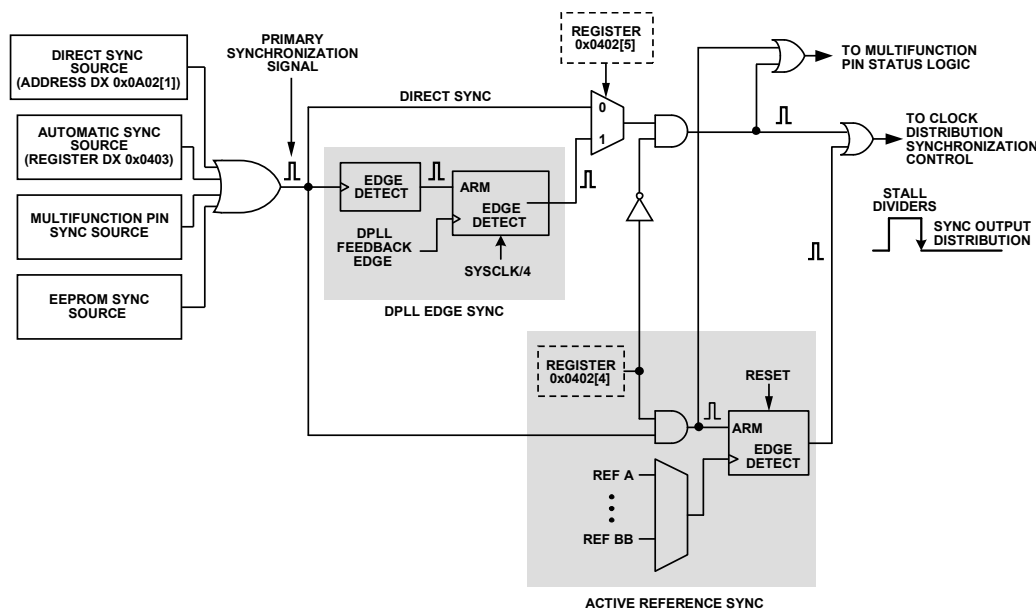 DIRECT SYNC
SOURCE
(ADDRESS DX 0x0A02[1])
AUTOMATIC SYNC
SOURCE
(REGISTER DX 0x0403)
MULTIFUNCTION PIN
SYNC SOURCE
EEPROM SYNC
SOURCE
PRIMARY
SYNCHRONIZATION
SIGNAL
DIRECT SYNC
EDGE
DETECT
ARM
EDGE
DETECT
DPLL
FEEDBACK
EDGE
SYSCLK/4
DPLL EDGE SYNC
REGISTER
0x0402[5]
0
1
TO MULTIFUNCTION
PIN STATUS LOGIC
TO CLOCK
DISTRIBUTION
SYNCHRONIZATION
CONTROL
STALL
DIVIDERS
SYNC OUTPUT
DISTRIBUTION
REGISTER
0x0402[4]
RESET
ARM
EDGE
DETECT
REF A
REF BB
ACTIVE REFERENCE SYNC